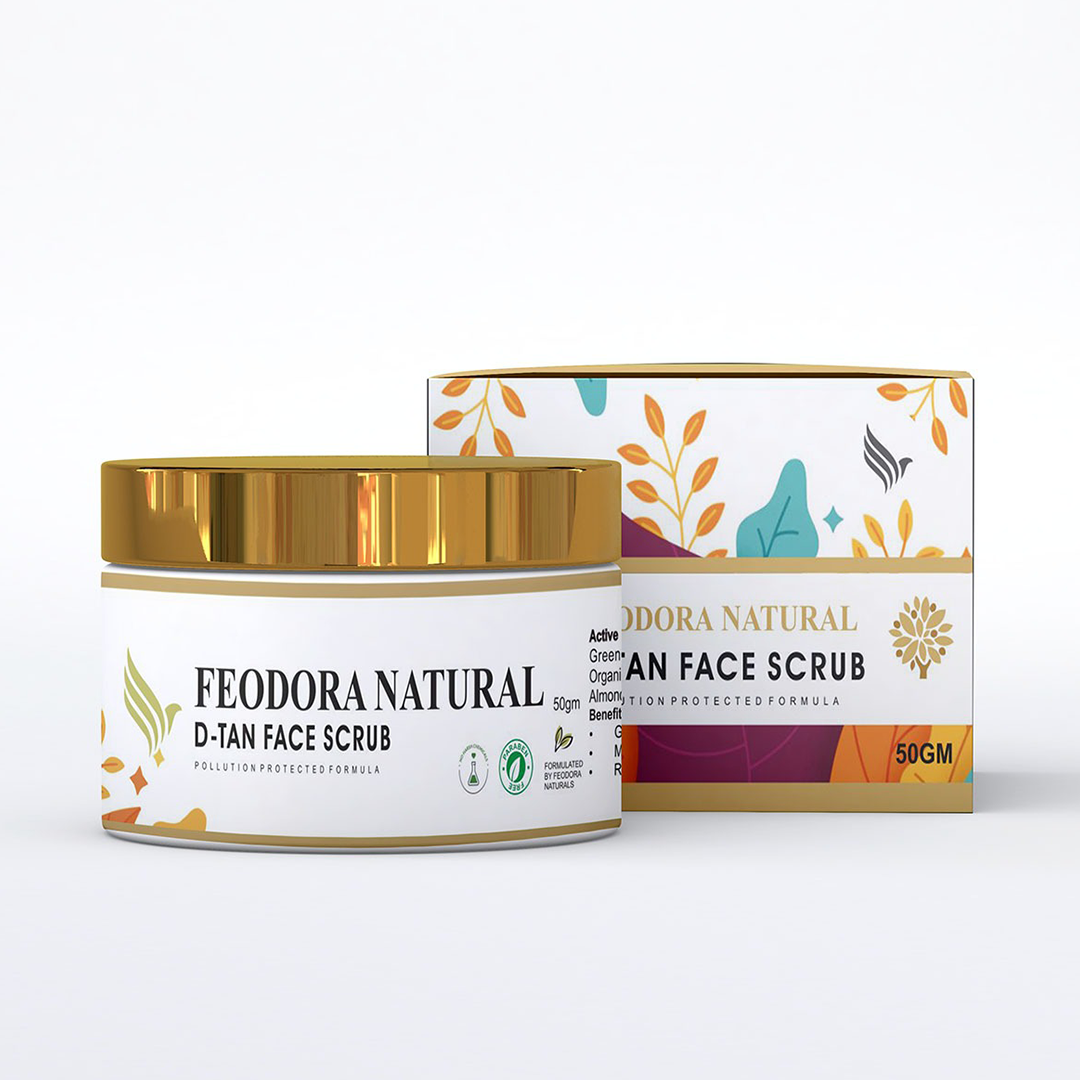 FEODORA NATURAL
50gm
D-TAN FACE SCRUB
POLLUTION PROTECTED FORMULA
PARABEN
FREE
FORMULATED
BY FEODORA
NATURALS
Active
Green
Organi
Almon
Benefit
• G
• M
• R
ODORA NATURAL
TAN FACE SCRUB
UTION PROTECTED FORMULA
50GM